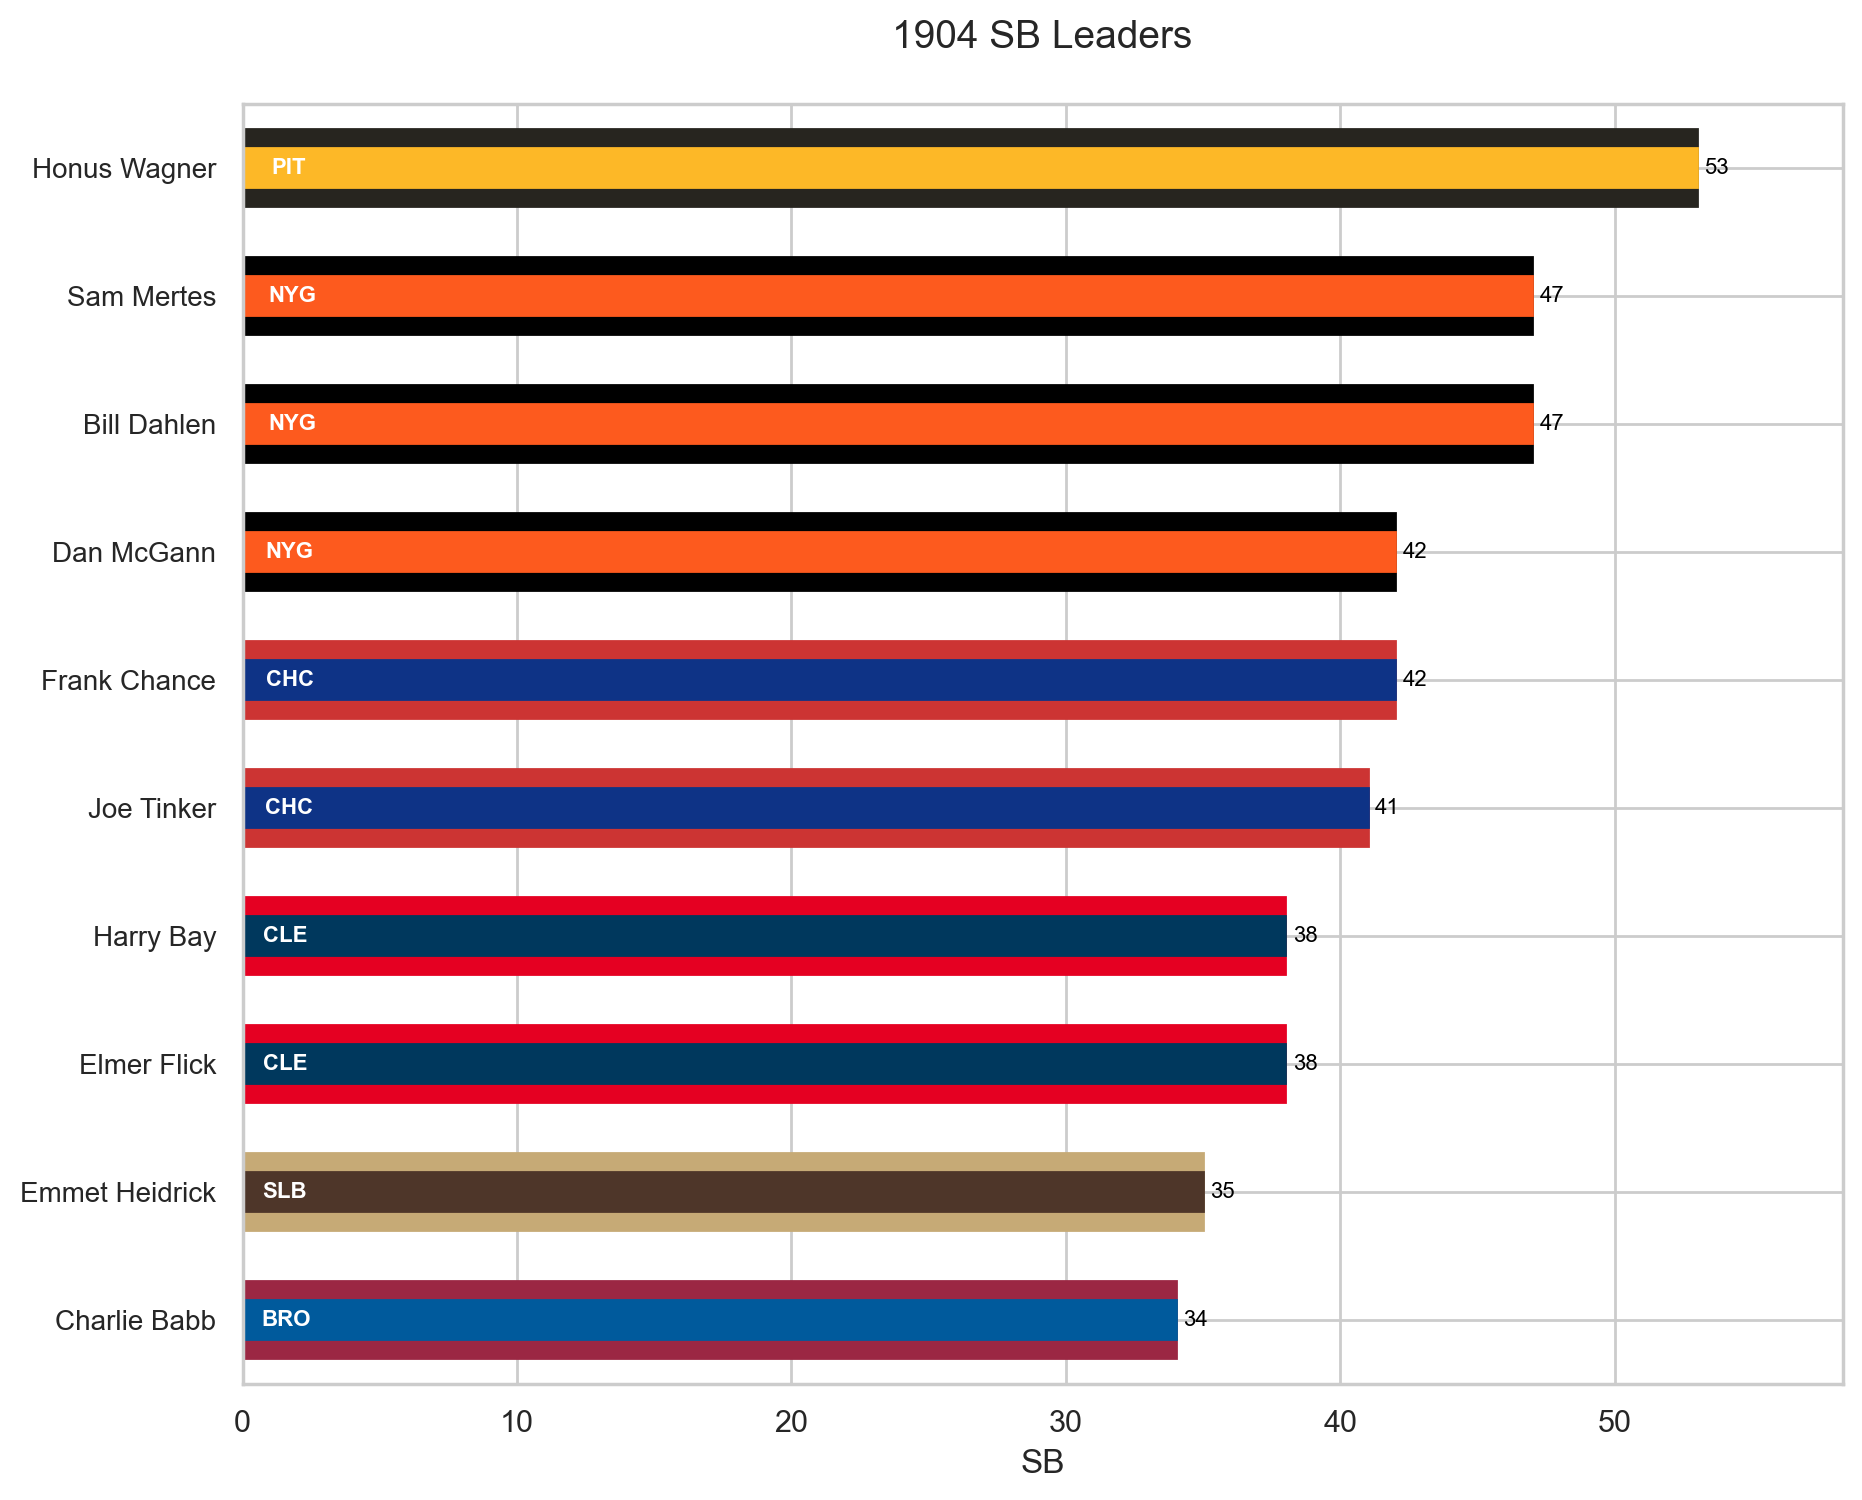 1904 SB Leaders
Honus Wagner PIT 53
Sam Mertes NYG 47
Bill Dahlen NYG 47
Dan McGann NYG 42
Frank Chance CHC 42
Joe Tinker CHC 41
Harry Bay CLE 38
Elmer Flick CLE 38
Emmet Heidrick SLB 35
Charlie Babb BRO 34
0 10 20 30 40 50
SB